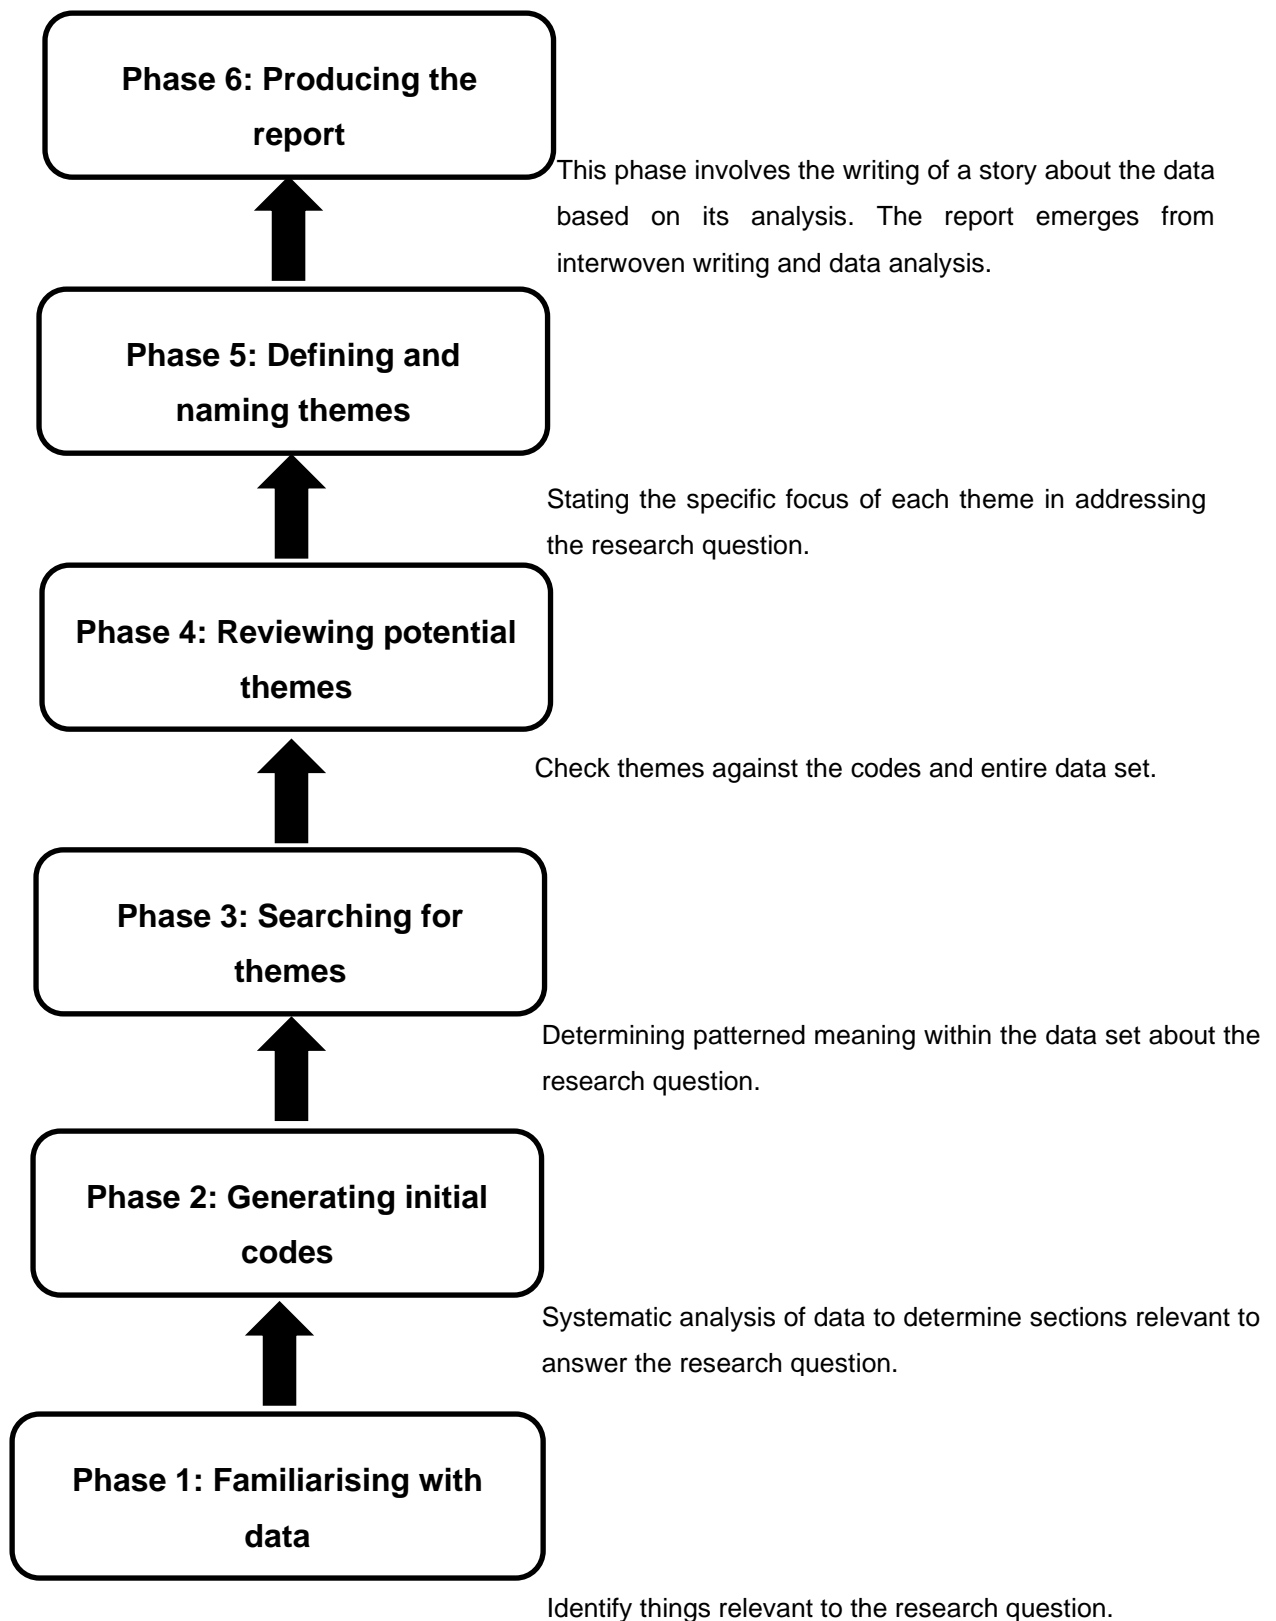 Phase 6: Producing the
report
This phase involves the writing of a story about the data
based on its analysis. The report emerges from
interwoven writing and data analysis.
Phase 5: Defining and
naming themes
Stating the specific focus of each theme in addressing
the research question.
Phase 4: Reviewing potential
themes
Check themes against the codes and entire data set.
Phase 3: Searching for
themes
Determining patterned meaning within the data set about the
research question.
Phase 2: Generating initial
codes
Systematic analysis of data to determine sections relevant to
answer the research question.
Phase 1: Familiarising with
data
Identify things relevant to the research question.